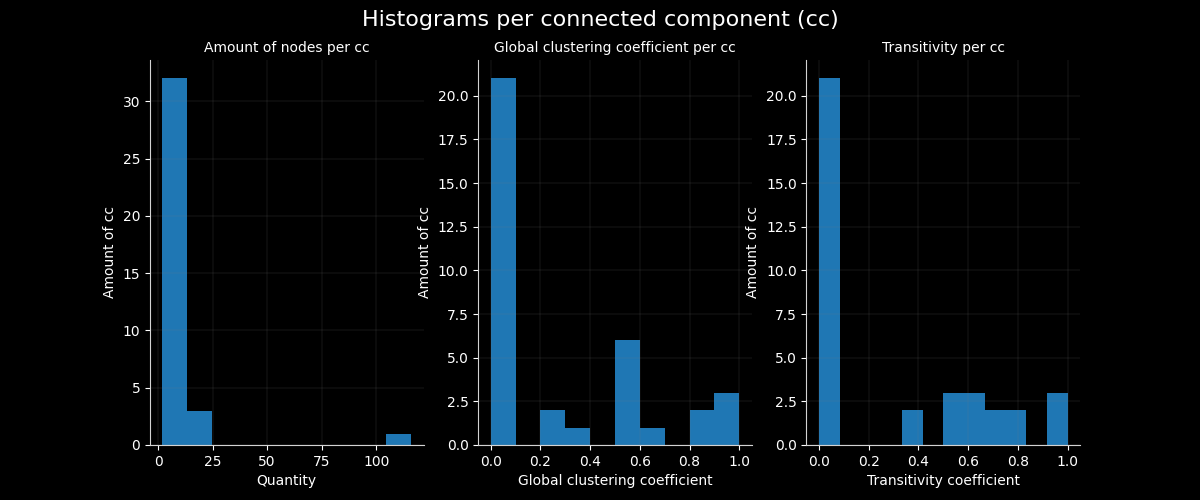 Histograms per connected component (cc)
Amount of nodes per cc
Amount of cc
30
25
20
15
10
5
0
0 25 50 75 100
Quantity
Global clustering coefficient per cc
Amount of cc
20.0
17.5
15.0
12.5
10.0
7.5
5.0
2.5
0.0
0.0 0.2 0.4 0.6 0.8 1.0
Global clustering coefficient
Transitivity per cc
Amount of cc
20.0
17.5
15.0
12.5
10.0
7.5
5.0
2.5
0.0
0.0 0.2 0.4 0.6 0.8 1.0
Transitivity coefficient